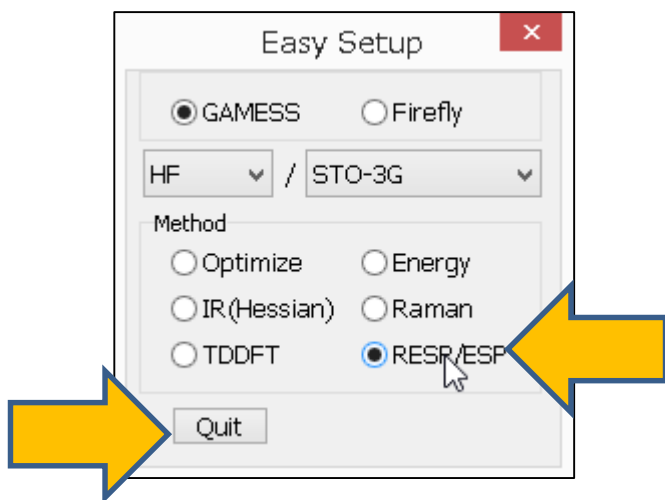 Easy Setup
GAMESS Firefly
HF / STO-3G
Method
Optimize Energy
IR(Hessian) Raman
TDDFT RESP/ESP
Quit